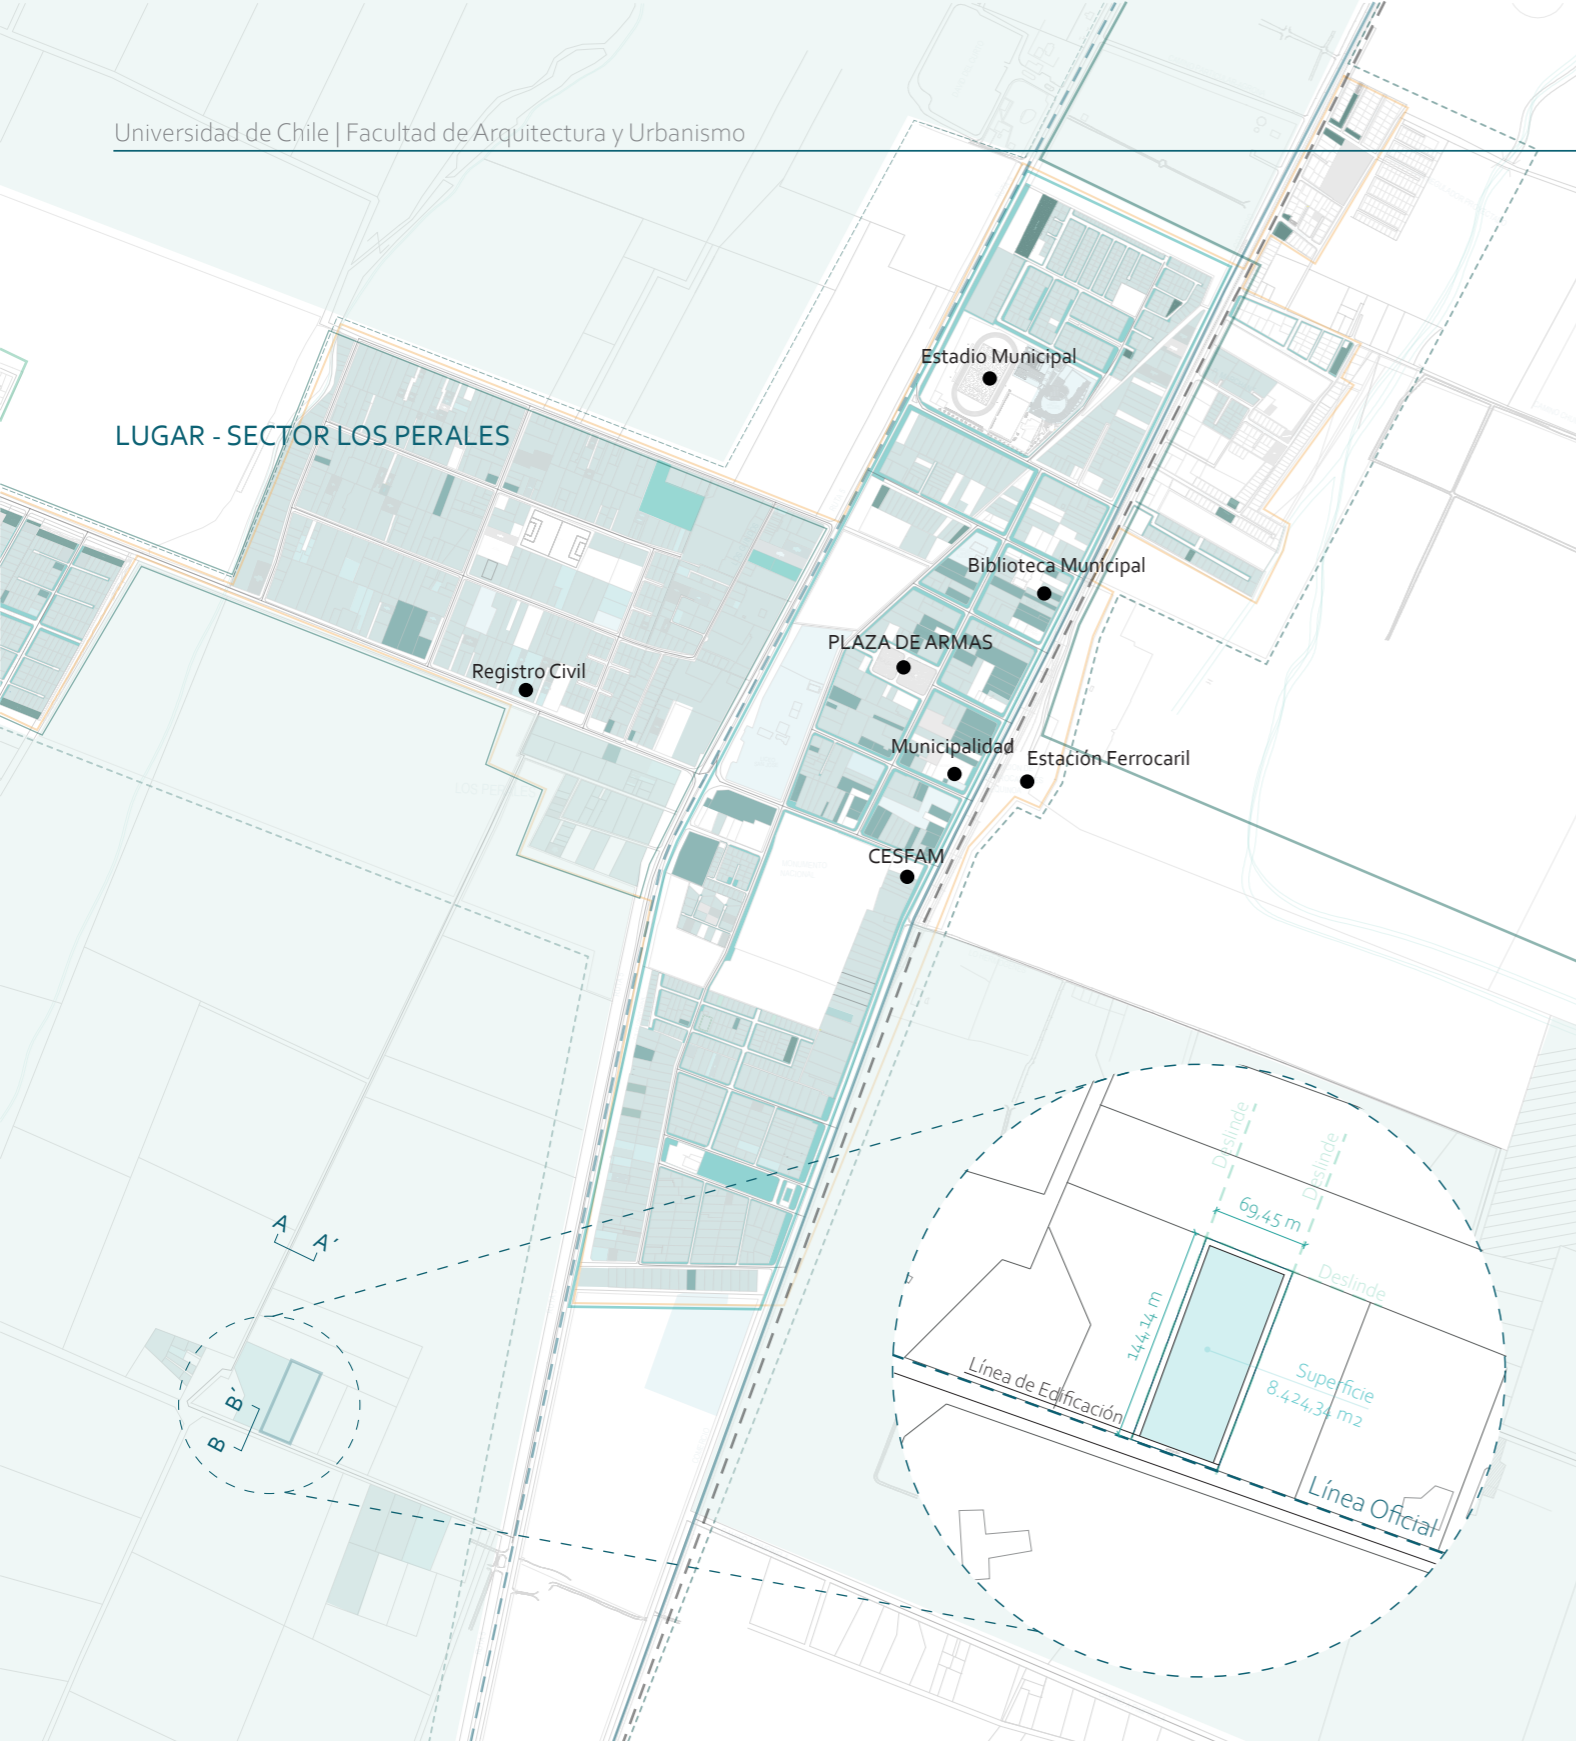 Universidad de Chile | Facultad de Arquitectura y Urbanismo
LUGAR - SECTOR LOS PERALES
Estadio Municipal
Biblioteca Municipal
PLAZA DE ARMAS
Registro Civil
Municipalidad
Estación Ferrocaril
LOS PERALES
CESFAM
A
A'
B'
B
Deslinde
Deslinde
69,45 m
Deslinde
144,14 m
Superficie
8.424,34 m2
Línea de Edificación
Línea Oficial